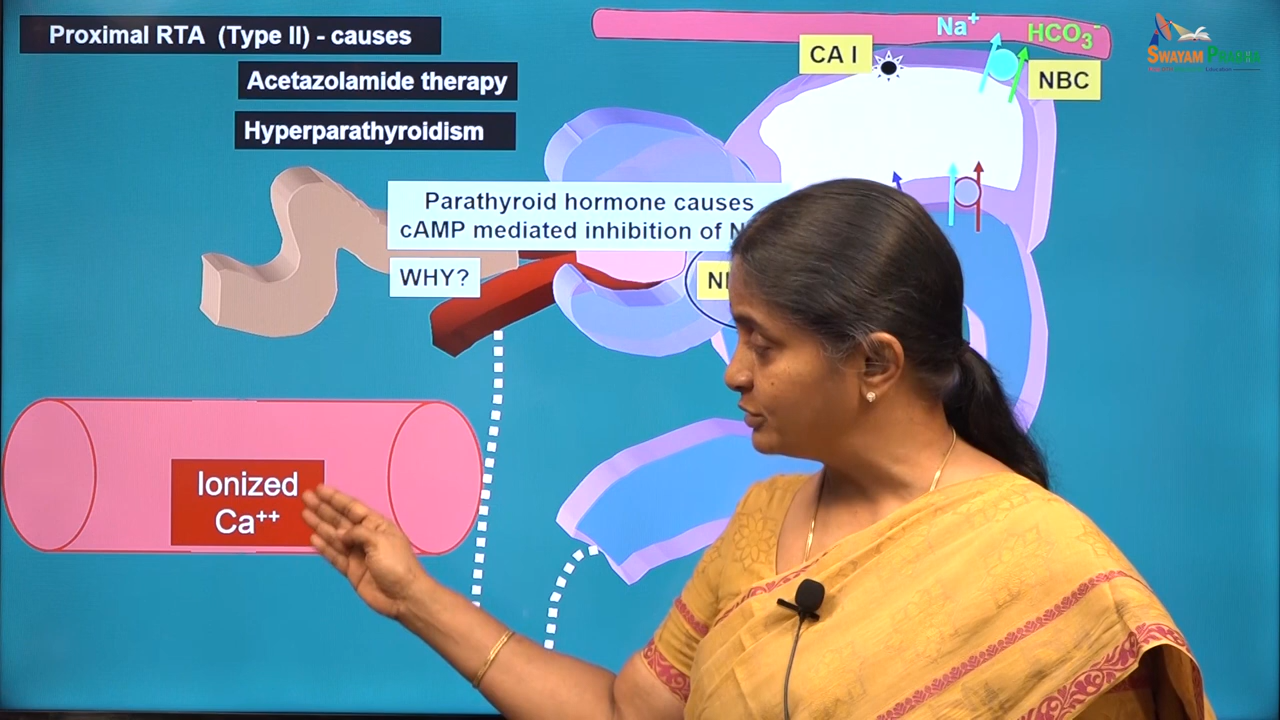 Proximal RTA (Type II) - causes
Acetazolamide therapy
Hyperparathyroidism
Na⁺
HCO₃⁻
CA I
NBC
SWAYAM
Parathyroid hormone causes
cAMP mediated inhibition of
WHY?
Ionized
Ca⁺⁺